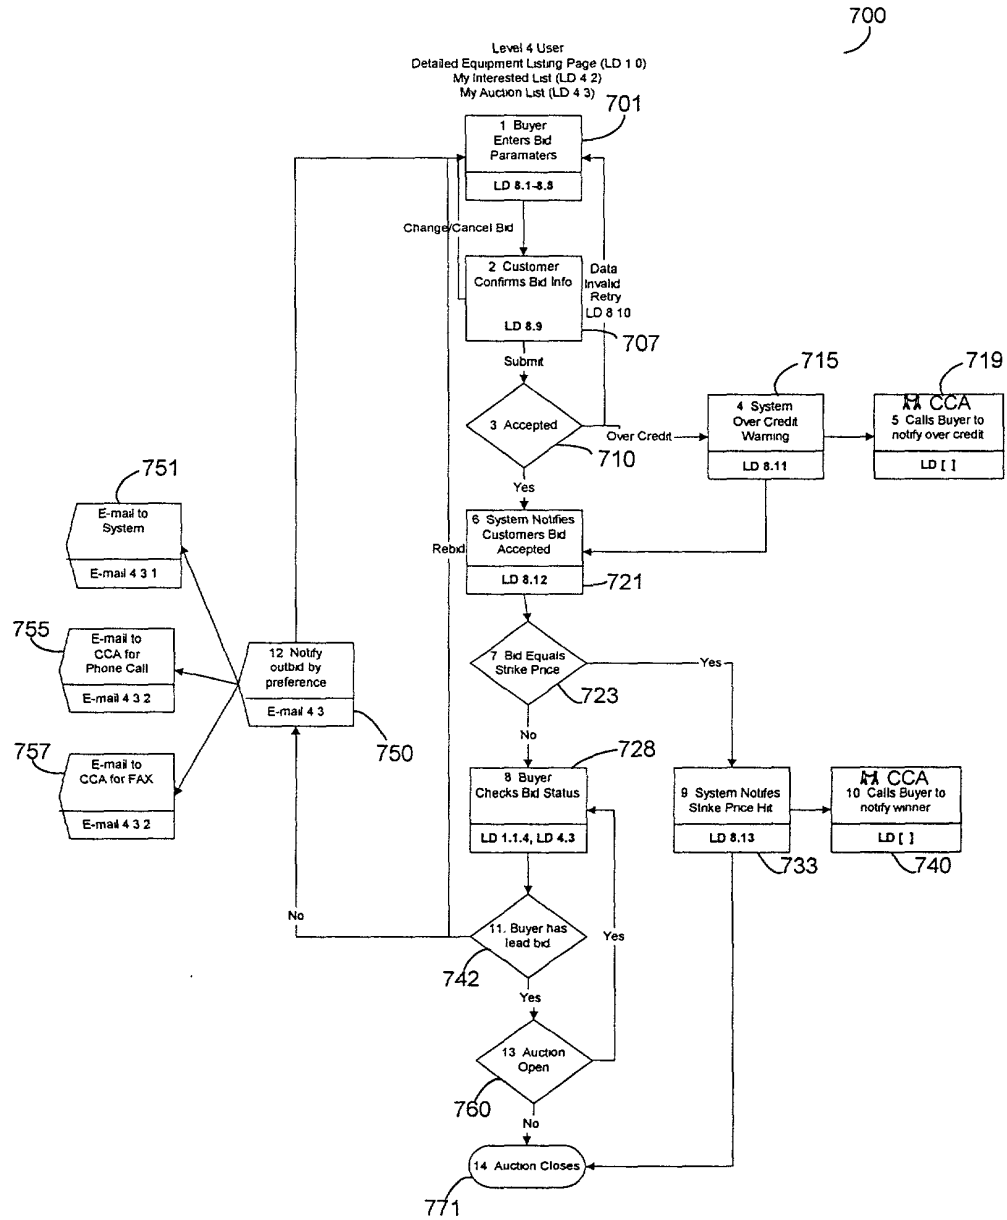 700
Level 4 User
Detailed Equipment Listing Page (LD 1 0)
My Interested List (LD 4 2)
My Auction List (LD 4 3)
701
1 Buyer
Enters Bid
Paramaters
LD 8.1-8.8
Change/Cancel Bid
2 Customer
Confirms Bid Info
LD 8.9
Data
Invalid
Retry
LD 8 10
707
Submit
3 Accepted
710
Over Credit
715
4 System
Over Credit
Warning
LD 8.11
719
CCA
5 Calls Buyer to
notify over credit
LD [ ]
Yes
6 System Notifies
Customers Bid
Accepted
LD 8.12
721
Rebid
751
E-mail to
System
E-mail 4 3 1
755
E-mail to
CCA for
Phone Call
E-mail 4 3 2
757
E-mail to
CCA for FAX
E-mail 4 3 2
12 Notify
outbid by
preference
E-mail 4 3
750
7 Bid Equals
Strike Price
723
Yes
No
728
8 Buyer
Checks Bid Status
LD 1.1.4, LD 4.3
9 System Notifes
Strike Price Hit
LD 8.13
733
CCA
10 Calls Buyer to
notify winner
LD [ ]
740
No
11. Buyer has
lead bid
742
Yes
Yes
13 Auction
Open
760
No
14 Auction Closes
771